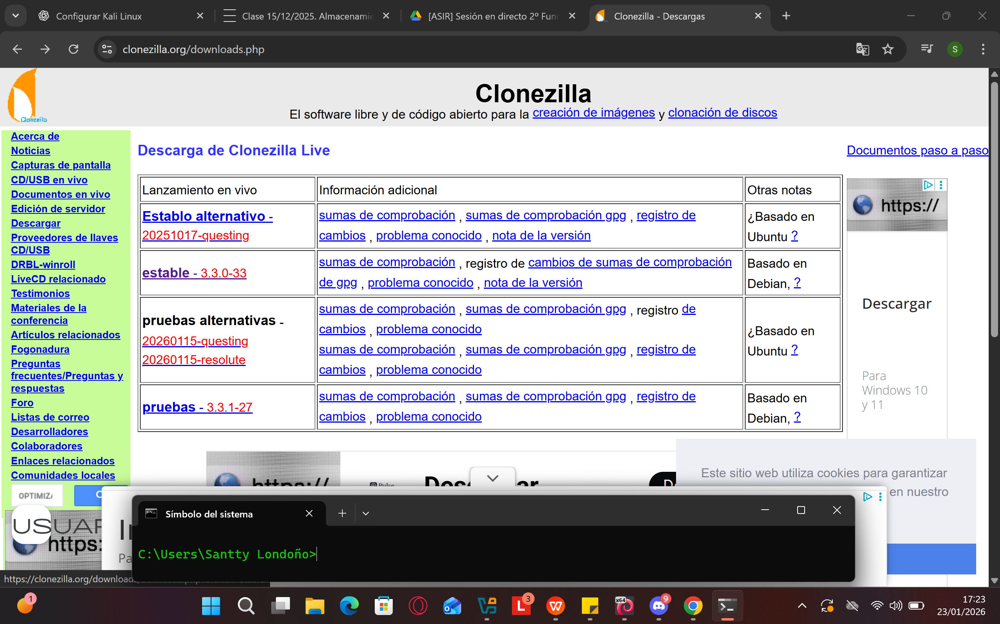 Configurar Kali Linux
Clase 15/12/2025. Almacenamie
[ASIR] Sesión en directo 2º Func
Clonezilla - Descargas
clonezilla.org/downloads.php
S
Clonezilla
Clonezilla
El software libre y de código abierto para la creación de imágenes y clonación de discos
Acerca de
Noticias
Capturas de pantalla
CD/USB en vivo
Documentos en vivo
Edición de servidor
Descargar
Proveedores de llaves
CD/USB
DRBL-winroll
LiveCD relacionado
Testimonios
Materiales de la
conferencia
Artículos relacionados
Fogonadura
Preguntas
frecuentes/Preguntas y
respuestas
Foro
Listas de correo
Desarrolladores
Colaboradores
Enlaces relacionados
Comunidades locales
Descarga de Clonezilla Live
Documentos paso a paso
Lanzamiento en vivo
Información adicional
Otras notas
Establo alternativo -
20251017-questing
sumas de comprobación , sumas de comprobación gpg , registro de
cambios , problema conocido , nota de la versión
¿Basado en
Ubuntu ?
estable - 3.3.0-33
sumas de comprobación , registro de cambios de sumas de comprobación
de gpg , problema conocido , nota de la versión
Basado en
Debian, ?
pruebas alternativas -
20260115-questing
20260115-resolute
sumas de comprobación , sumas de comprobación gpg , registro de
cambios , problema conocido
sumas de comprobación , sumas de comprobación gpg , registro de
cambios , problema conocido
¿Basado en
Ubuntu ?
pruebas - 3.3.1-27
sumas de comprobación , sumas de comprobación gpg , registro de
cambios , problema conocido
Basado en
Debian, ?
https://
Descargar
Para
Windows 10
y 11
https://
Pulse
Este sitio web utiliza cookies para garantizar
en nuestro
OPTIMIZA
USUAR
https:
Pa
Símbolo del sistema
C:\Users\Santty Londoño>
https://clonezilla.org/downloads
1
x64
3
9
17:23
23/01/2026